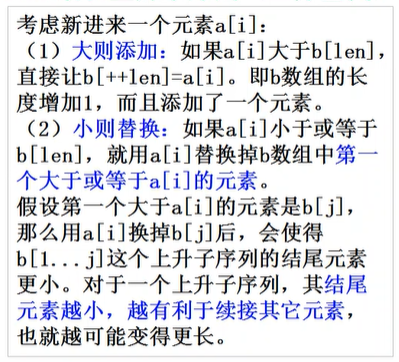 考虑新进来一个元素a[i]:
（1）大则添加: 如果a[i]大于b[len],
直接让b[++len]=a[i]。即b数组的长
度增加1，而且添加了一个元素。
（2）小则替换: 如果a[i]小于或等于
b[len], 就用a[i]替换掉b数组中第一
个大于或等于a[i]的元素。
假设第一个大于a[i]的元素是b[j],
那么用a[i]换掉b[j]后，会使得
b[1...j]这个上升子序列的结尾元素
更小。对于一个上升子序列，其结尾
元素越小，越有利于续接其它元素，
也就越可能变得更长。